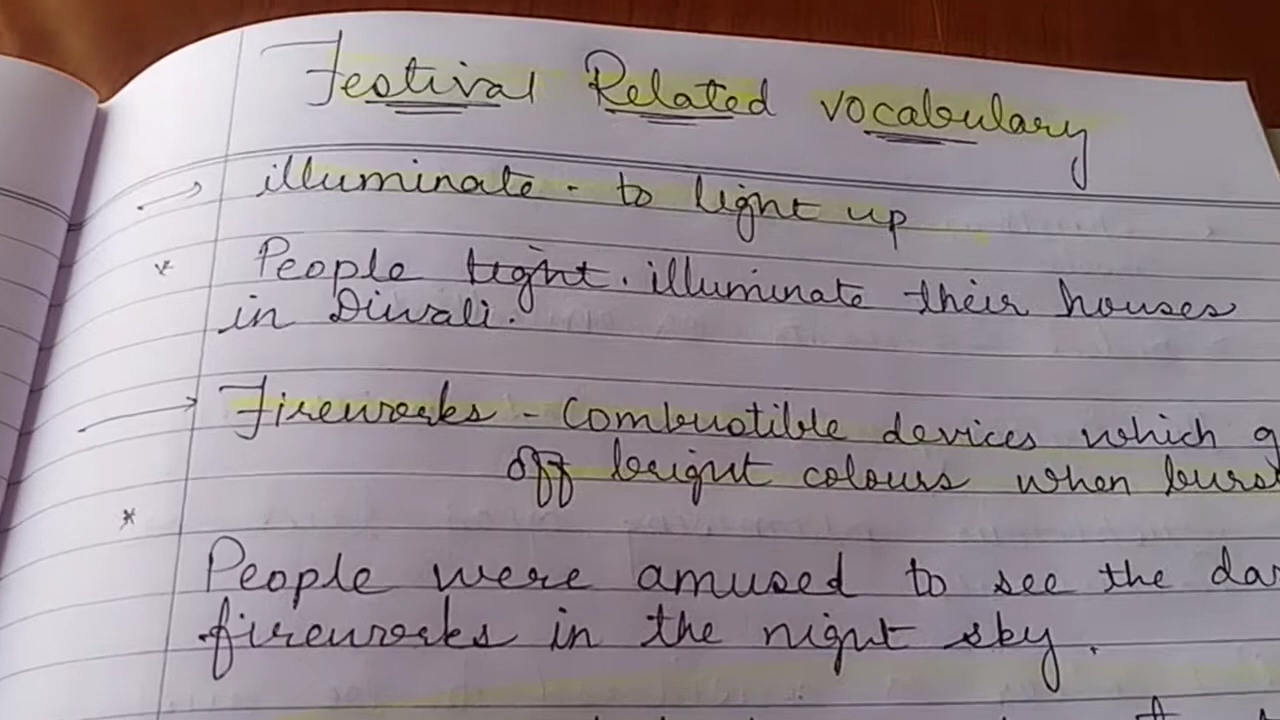 Festival Related vocabulary
illuminate - to light up
People light. illuminate their houses
in Diwali.
Fireworks - Combustible devices which
off bright colours when burst
People were amused to see the
fireworks in the night sky.